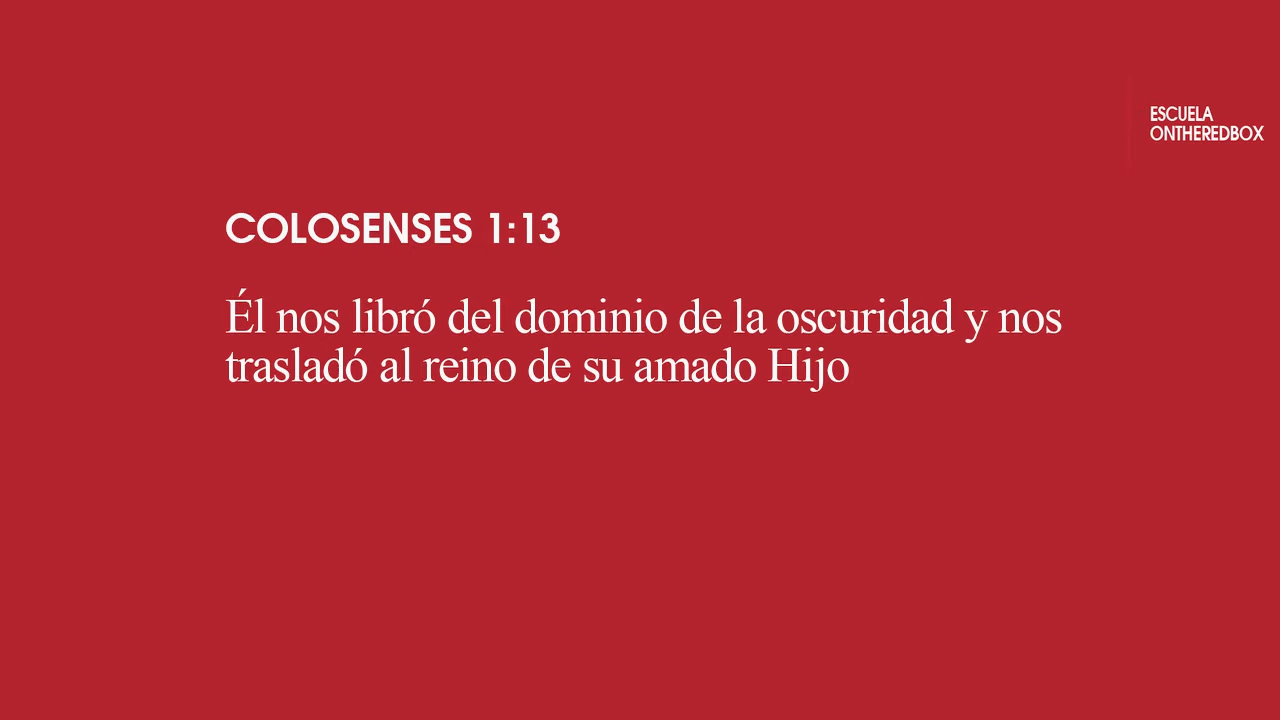 ESCUELA
ONTHEREDBOX
COLOSENSES 1:13
Él nos libró del dominio de la oscuridad y nos
trasladó al reino de su amado Hijo